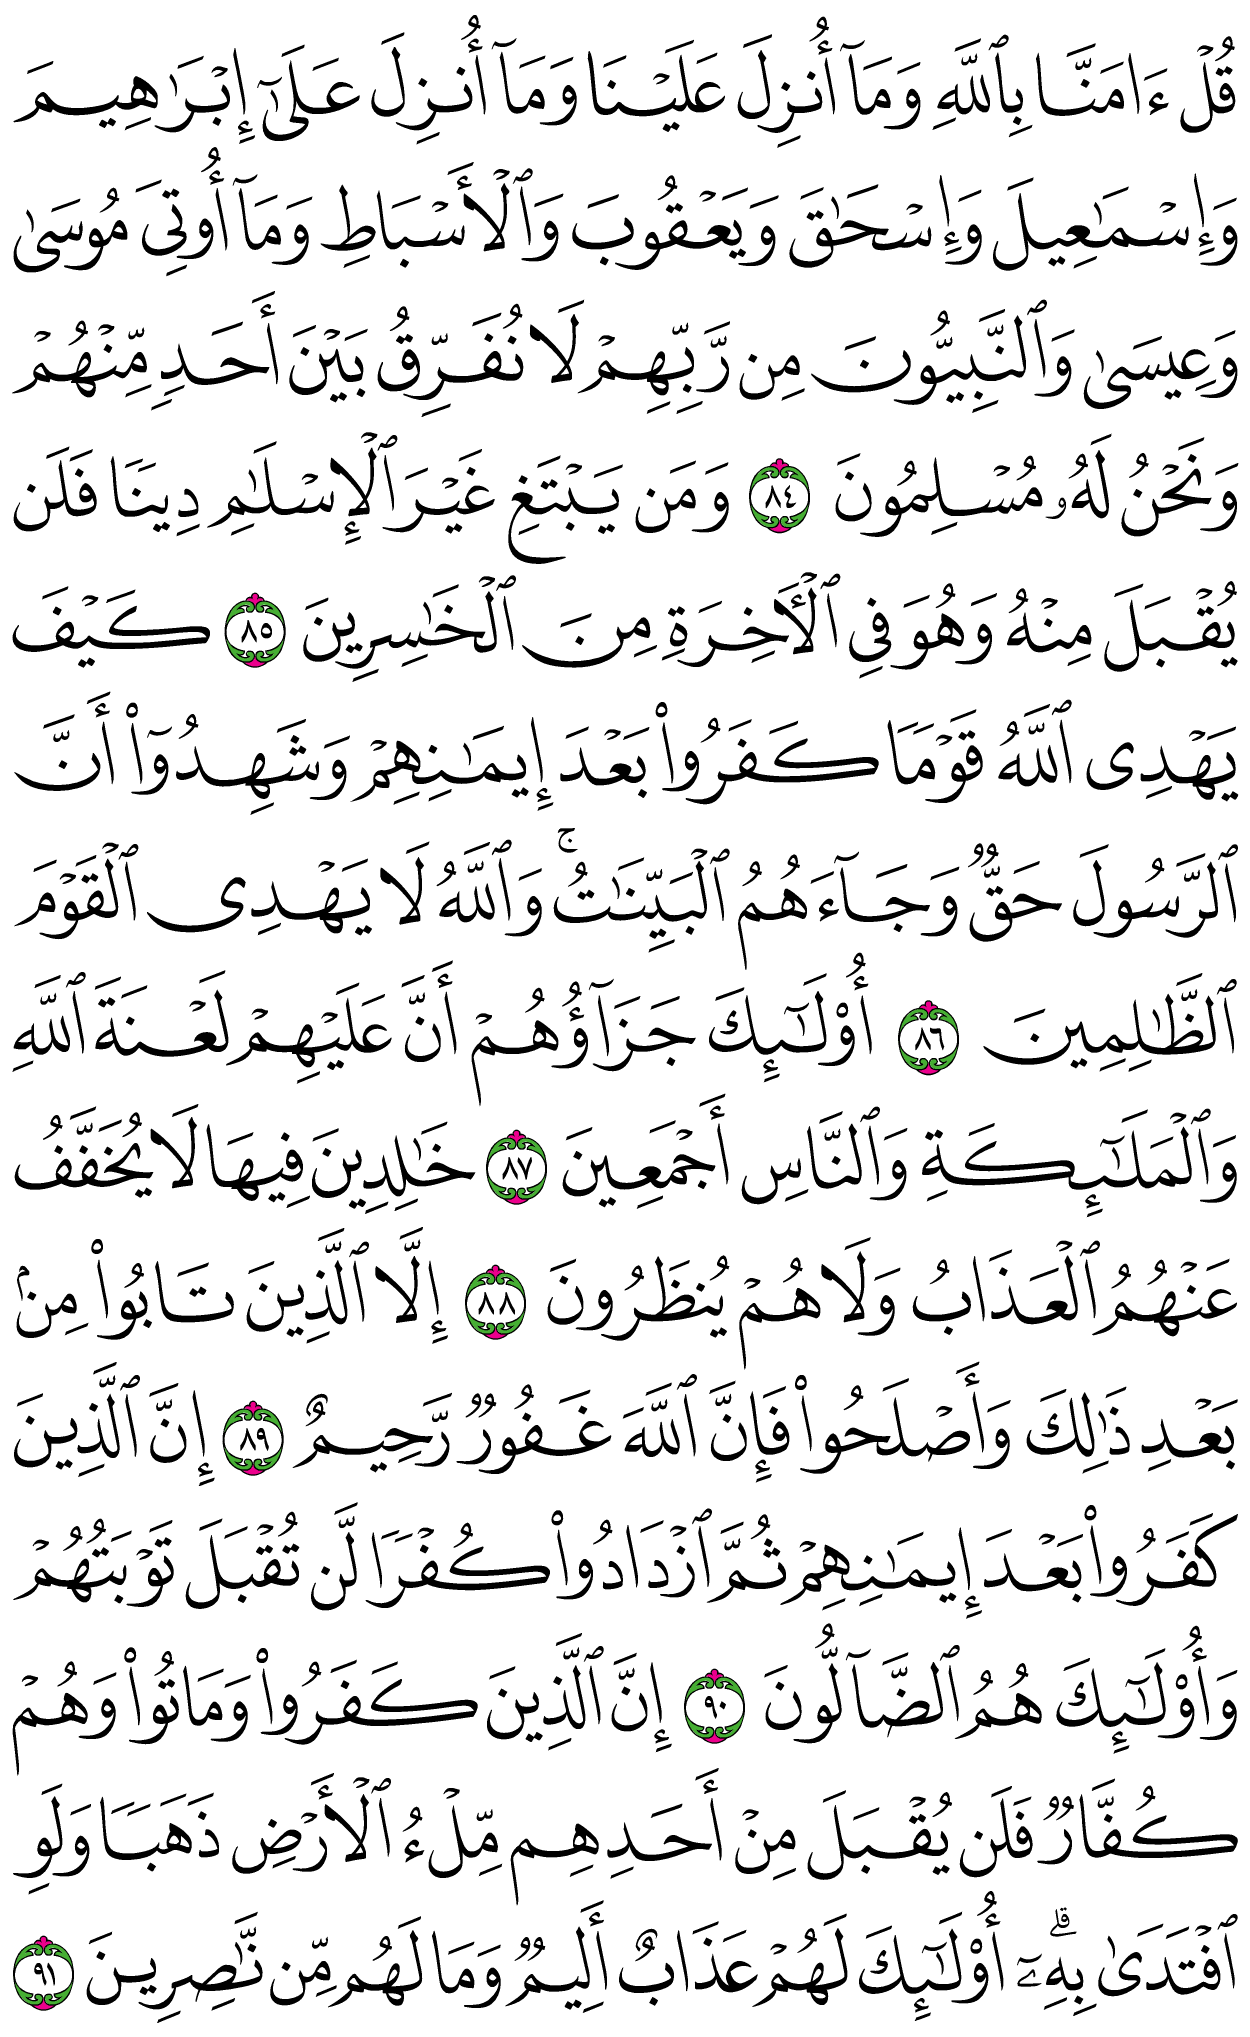 قُلۡ ءَامَنَّا بِٱللَّهِ وَمَآ أُنزِلَ عَلَيۡنَا وَمَآ أُنزِلَ عَلَىٰٓ إِبۡرَٰهِيمَ
وَإِسۡمَٰعِيلَ وَإِسۡحَٰقَ وَيَعۡقُوبَ وَٱلۡأَسۡبَاطِ وَمَآ أُوتِيَ مُوسَىٰ
وَعِيسَىٰ وَٱلنَّبِيُّونَ مِن رَّبِّهِمۡ لَا نُفَرِّقُ بَيۡنَ أَحَدٖ مِّنۡهُمۡ
وَنَحۡنُ لَهُۥ مُسۡلِمُونَ ٨٤ وَمَن يَبۡتَغِ غَيۡرَ ٱلۡإِسۡلَٰمِ دِينٗا فَلَن
يُقۡبَلَ مِنۡهُ وَهُوَ فِي ٱلۡأٓخِرَةِ مِنَ ٱلۡخَٰسِرِينَ ٨٥ كَيۡفَ
يَهۡدِي ٱللَّهُ قَوۡمٗا كَفَرُواْ بَعۡدَ إِيمَٰنِهِمۡ وَشَهِدُوٓاْ أَنَّ
ٱلرَّسُولَ حَقّٞ وَجَآءَهُمُ ٱلۡبَيِّنَٰتُۚ وَٱللَّهُ لَا يَهۡدِي ٱلۡقَوۡمَ
ٱلظَّٰلِمِينَ ٨٦ أُوْلَٰٓئِكَ جَزَآؤُهُمۡ أَنَّ عَلَيۡهِمۡ لَعۡنَةَ ٱللَّهِ
وَٱلۡمَلَٰٓئِكَةِ وَٱلنَّاسِ أَجۡمَعِينَ ٨٧ خَٰلِدِينَ فِيهَا لَا يُخَفَّفُ
عَنۡهُمُ ٱلۡعَذَابُ وَلَا هُمۡ يُنظَرُونَ ٨٨ إِلَّا ٱلَّذِينَ تَابُواْ مِنۢ
بَعۡدِ ذَٰلِكَ وَأَصۡلَحُواْ فَإِنَّ ٱللَّهَ غَفُورٞ رَّحِيمٌ ٨٩ إِنَّ ٱلَّذِينَ
كَفَرُواْ بَعۡدَ إِيمَٰنِهِمۡ ثُمَّ ٱزۡدَادُواْ كُفۡرٗا لَّن تُقۡبَلَ تَوۡبَتُهُمۡ
وَأُوْلَٰٓئِكَ هُمُ ٱلضَّآلُّونَ ٩٠ إِنَّ ٱلَّذِينَ كَفَرُواْ وَمَاتُواْ وَهُمۡ
كُفَّارٞ فَلَن يُقۡبَلَ مِنۡ أَحَدِهِم مِّلۡءُ ٱلۡأَرۡضِ ذَهَبٗا وَلَوِ
ٱفۡتَدَىٰ بِهِۦٓۗ أُوْلَٰٓئِكَ لَهُمۡ عَذَابٌ أَلِيمٞ وَمَا لَهُم مِّن نَّٰصِرِينَ ٩١